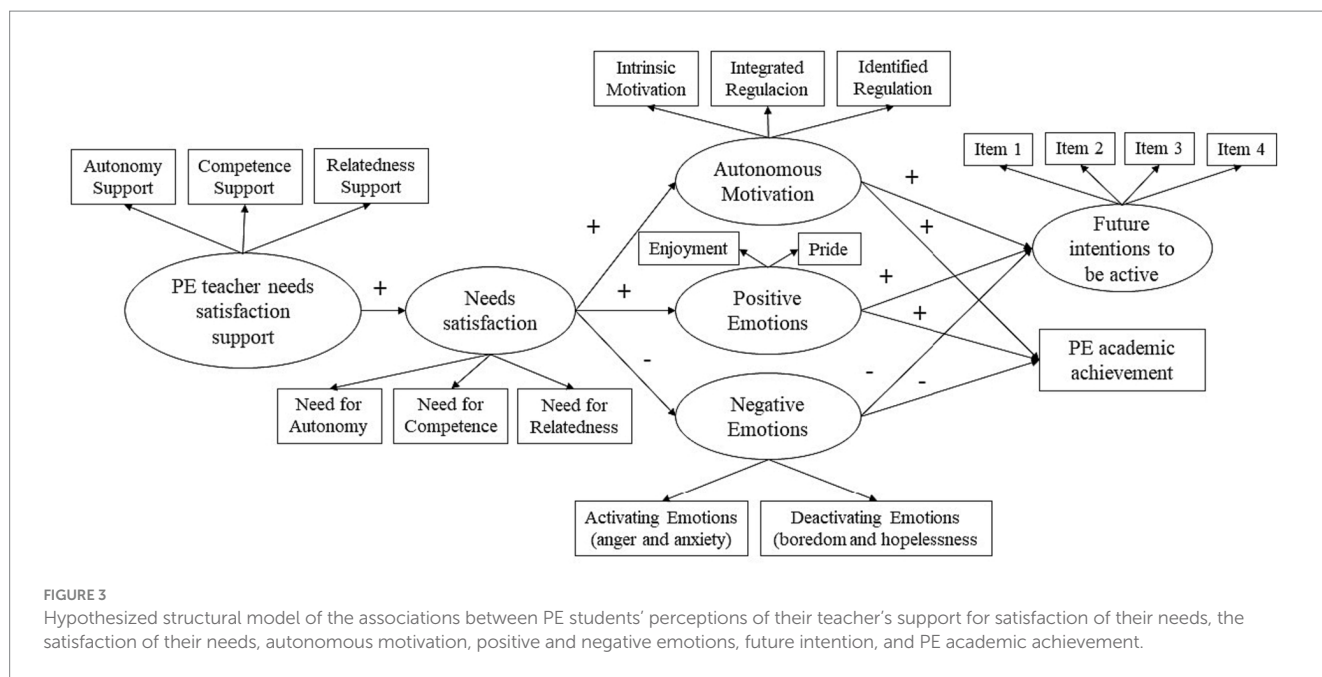 Intrinsic
Motivation
Integrated
Regulacion
Identified
Regulation
Autonomy
Support
Competence
Support
Relatedness
Support
Item 1
Item 2
Item 3
Item 4
Autonomous
Motivation
+
+
+
Enjoyment
Pride
Future
intentions to
be active
PE teacher needs
satisfaction
support
+
Needs
satisfaction
+
Positive
Emotions
+
+
PE academic
achievement
-
-
-
Need for
Autonomy
Need for
Competence
Need for
Relatedness
Negative
Emotions
Activating Emotions
(anger and anxiety)
Deactivating Emotions
(boredom and hopelessness
FIGURE 3
Hypothesized structural model of the associations between PE students’ perceptions of their teacher’s support for satisfaction of their needs, the
satisfaction of their needs, autonomous motivation, positive and negative emotions, future intention, and PE academic achievement.